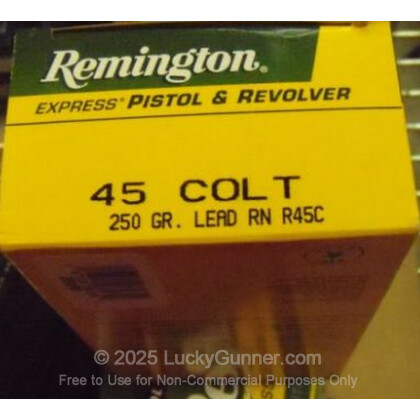 Remington®
EXPRESS® PISTOL & REVOLVER
45 COLT
250 GR. LEAD RN R45C
© 2025 LuckyGunner.com
Free to Use for Non-Commercial Purposes Only